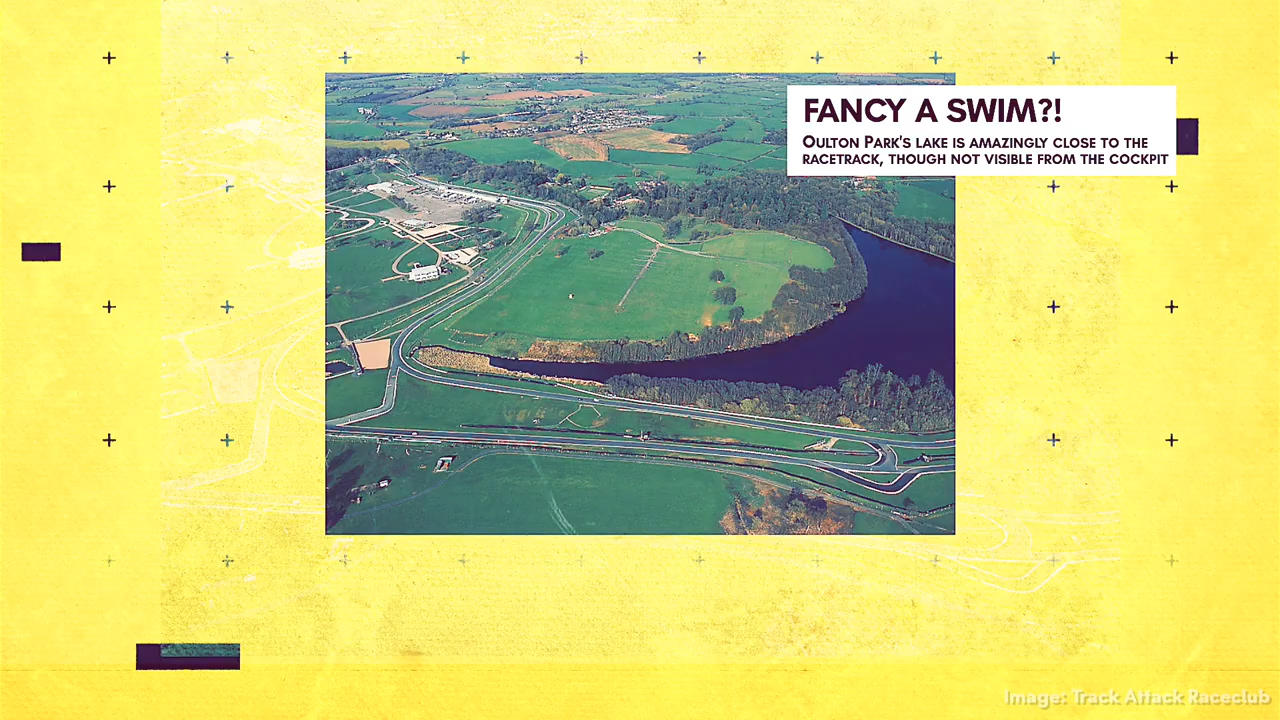 FANCY A SWIM?!
OULTON PARK'S LAKE IS AMAZINGLY CLOSE TO THE
RACETRACK, THOUGH NOT VISIBLE FROM THE COCKPIT
Image: Track Attack Raceclub